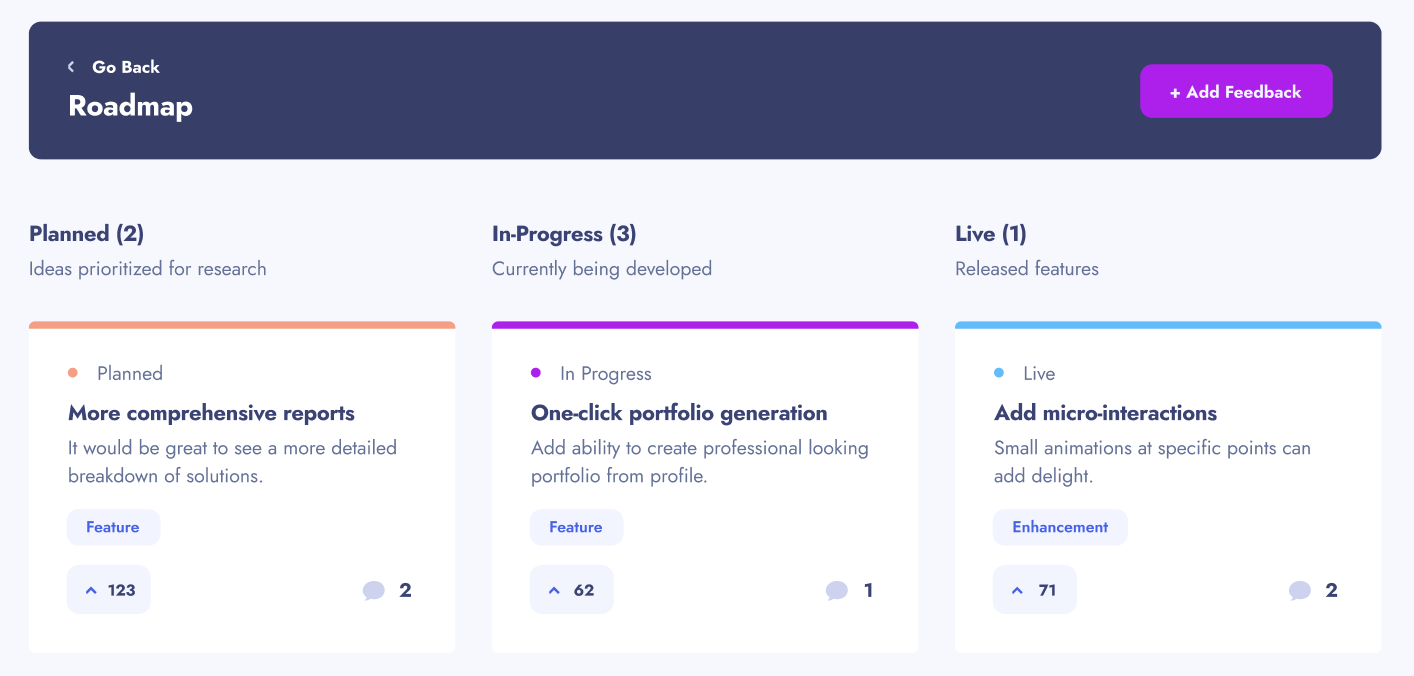 Go Back
Roadmap
+ Add Feedback
Planned (2)
Ideas prioritized for research
In-Progress (3)
Currently being developed
Live (1)
Released features
Planned
More comprehensive reports
It would be great to see a more detailed
breakdown of solutions.
Feature
123
2
In Progress
One-click portfolio generation
Add ability to create professional looking
portfolio from profile.
Feature
62
1
Live
Add micro-interactions
Small animations at specific points can
add delight.
Enhancement
71
2